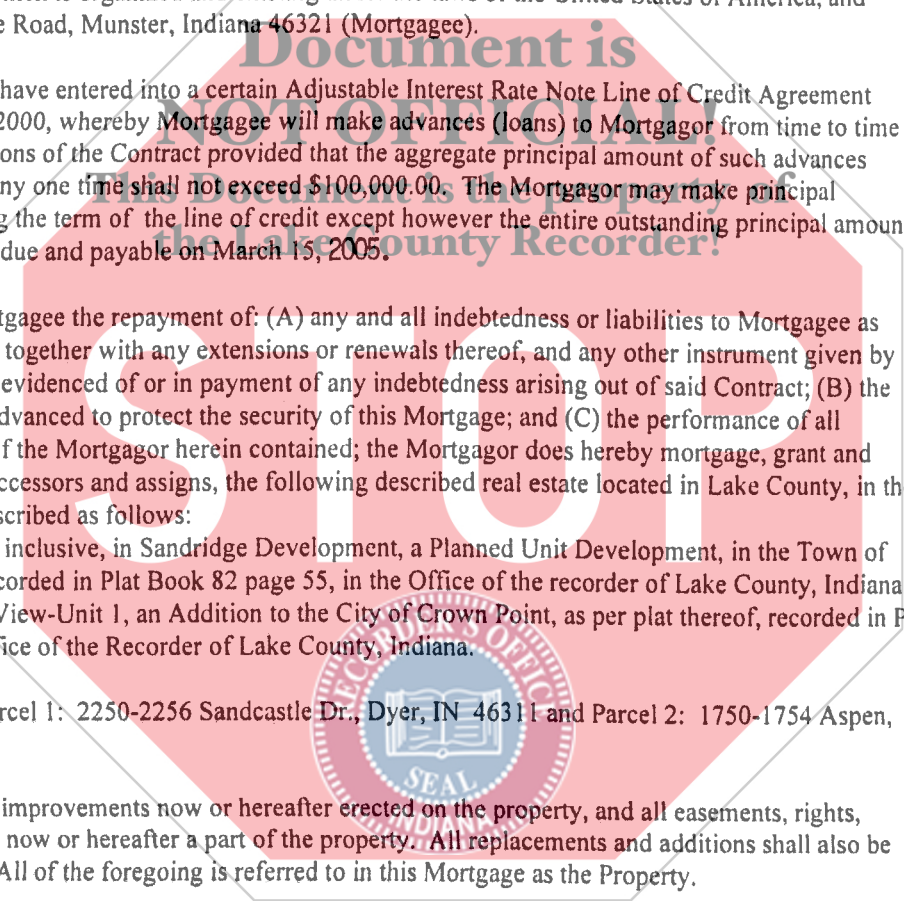 e Road, Munster, Indiana 46321 (Mortgagee).
Document is
have entered into a certain Adjustable Interest Rate Note Line of Credit Agreement
NOT OFFICIAL!
2000, whereby Mortgagee will make advances (loans) to Mortgagor from time to time
ons of the Contract provided that the aggregate principal amount of such advances
ny one time shall not exceed $100,000.00. The Mortgagor may make principal
This Document is the property of
g the term of the line of credit except however the entire outstanding principal amoun
the Lake County Recorder!
due and payable on March 15, 2005.
tgagee the repayment of: (A) any and all indebtedness or liabilities to Mortgagee as
together with any extensions or renewals thereof, and any other instrument given by
evidenced of or in payment of any indebtedness arising out of said Contract; (B) the
dvanced to protect the security of this Mortgage; and (C) the performance of all
f the Mortgagor herein contained; the Mortgagor does hereby mortgage, grant and
ccessors and assigns, the following described real estate located in Lake County, in th
STOP
scribed as follows:
inclusive, in Sandridge Development, a Planned Unit Development, in the Town of
corded in Plat Book 82 page 55, in the Office of the recorder of Lake County, Indiana
View-Unit 1, an Addition to the City of Crown Point, as per plat thereof, recorded in P
fice of the Recorder of Lake County, Indiana.
RECORDER'S OFFICE
rcel 1: 2250-2256 Sandcastle Dr., Dyer, IN 46311 and Parcel 2: 1750-1754 Aspen,
SEAL
INDIANA
improvements now or hereafter erected on the property, and all easements, rights,
now or hereafter a part of the property. All replacements and additions shall also be
All of the foregoing is referred to in this Mortgage as the Property.